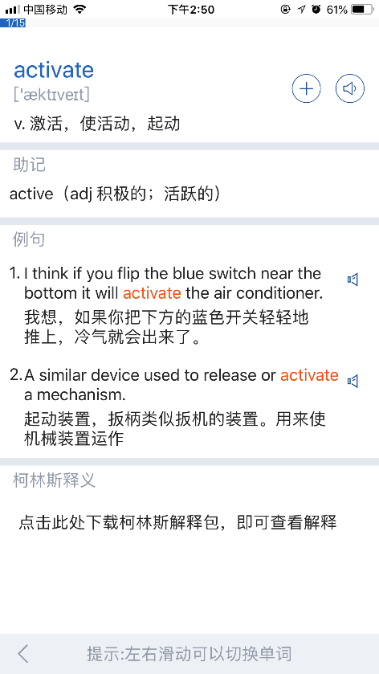 中国移动
下午2:50
61%
1/15
activate
['æktɪveɪt]
v. 激活，使活动，起动
助记
active（adj 积极的；活跃的）
例句
1. I think if you flip the blue switch near the
bottom it will activate the air conditioner.
我想，如果你把下方的蓝色开关轻轻地
推上，冷气就会出来了。
2. A similar device used to release or activate
a mechanism.
起动装置，扳柄类似扳机的装置。用来使
机械装置运作
柯林斯释义
点击此处下载柯林斯解释包，即可查看解释
提示:左右滑动可以切换单词